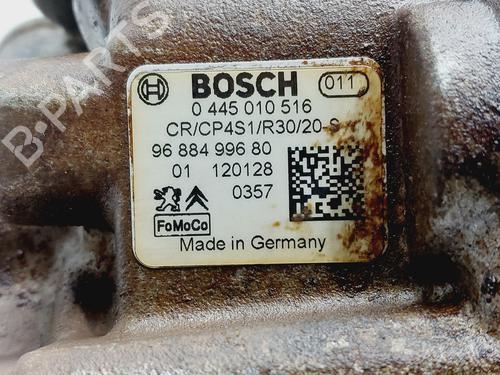 BOSCH 011
0 445 010 516
CR/CP4S1/R30/20-S
96 884 996 80
01 120128
0357
FoMoCo
Made in Germany
B-PARTS